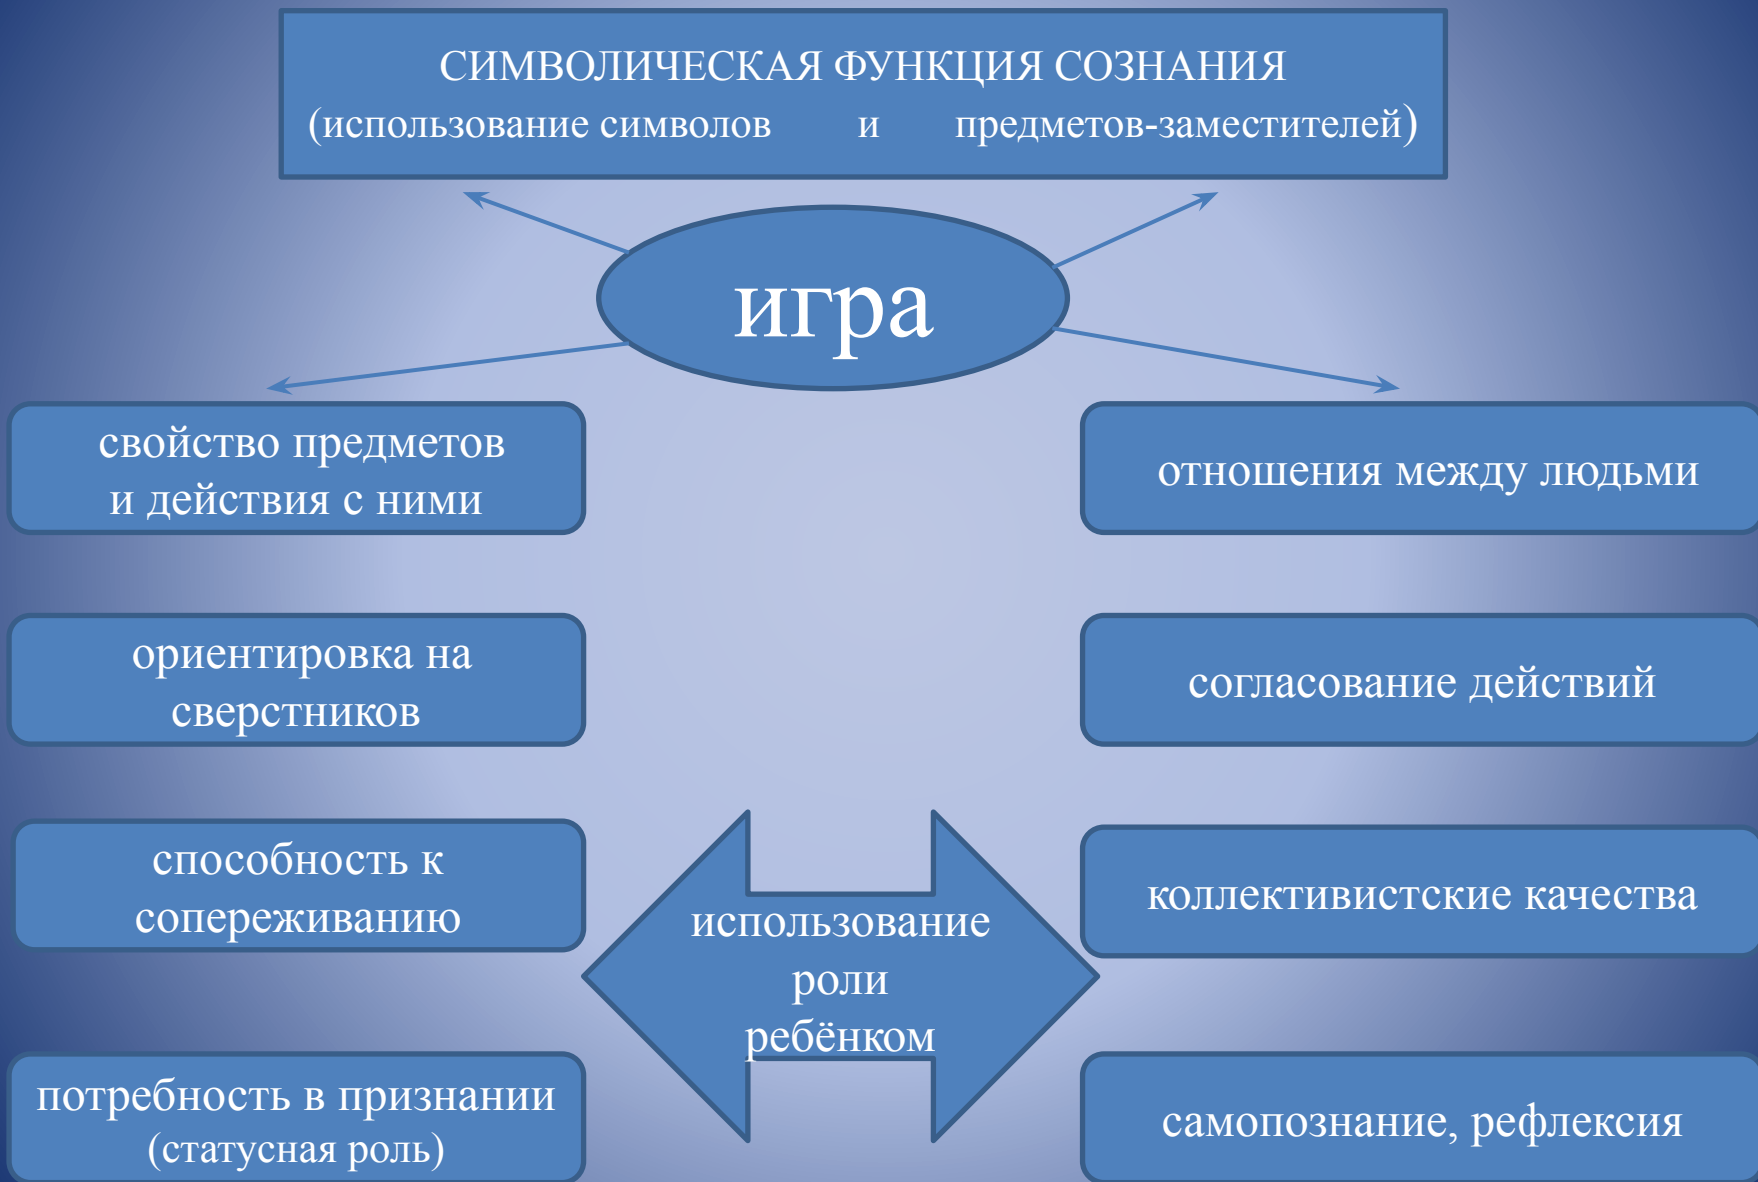 СИМВОЛИЧЕСКАЯ ФУНКЦИЯ СОЗНАНИЯ
(использование символов и предметов-заместителей)
игра
свойство предметов
и действия с ними
отношения между людьми
ориентировка на
сверстников
согласование действий
способность к
сопереживанию
коллективистские качества
использование
роли
ребёнком
потребность в признании
(статусная роль)
самопознание, рефлексия